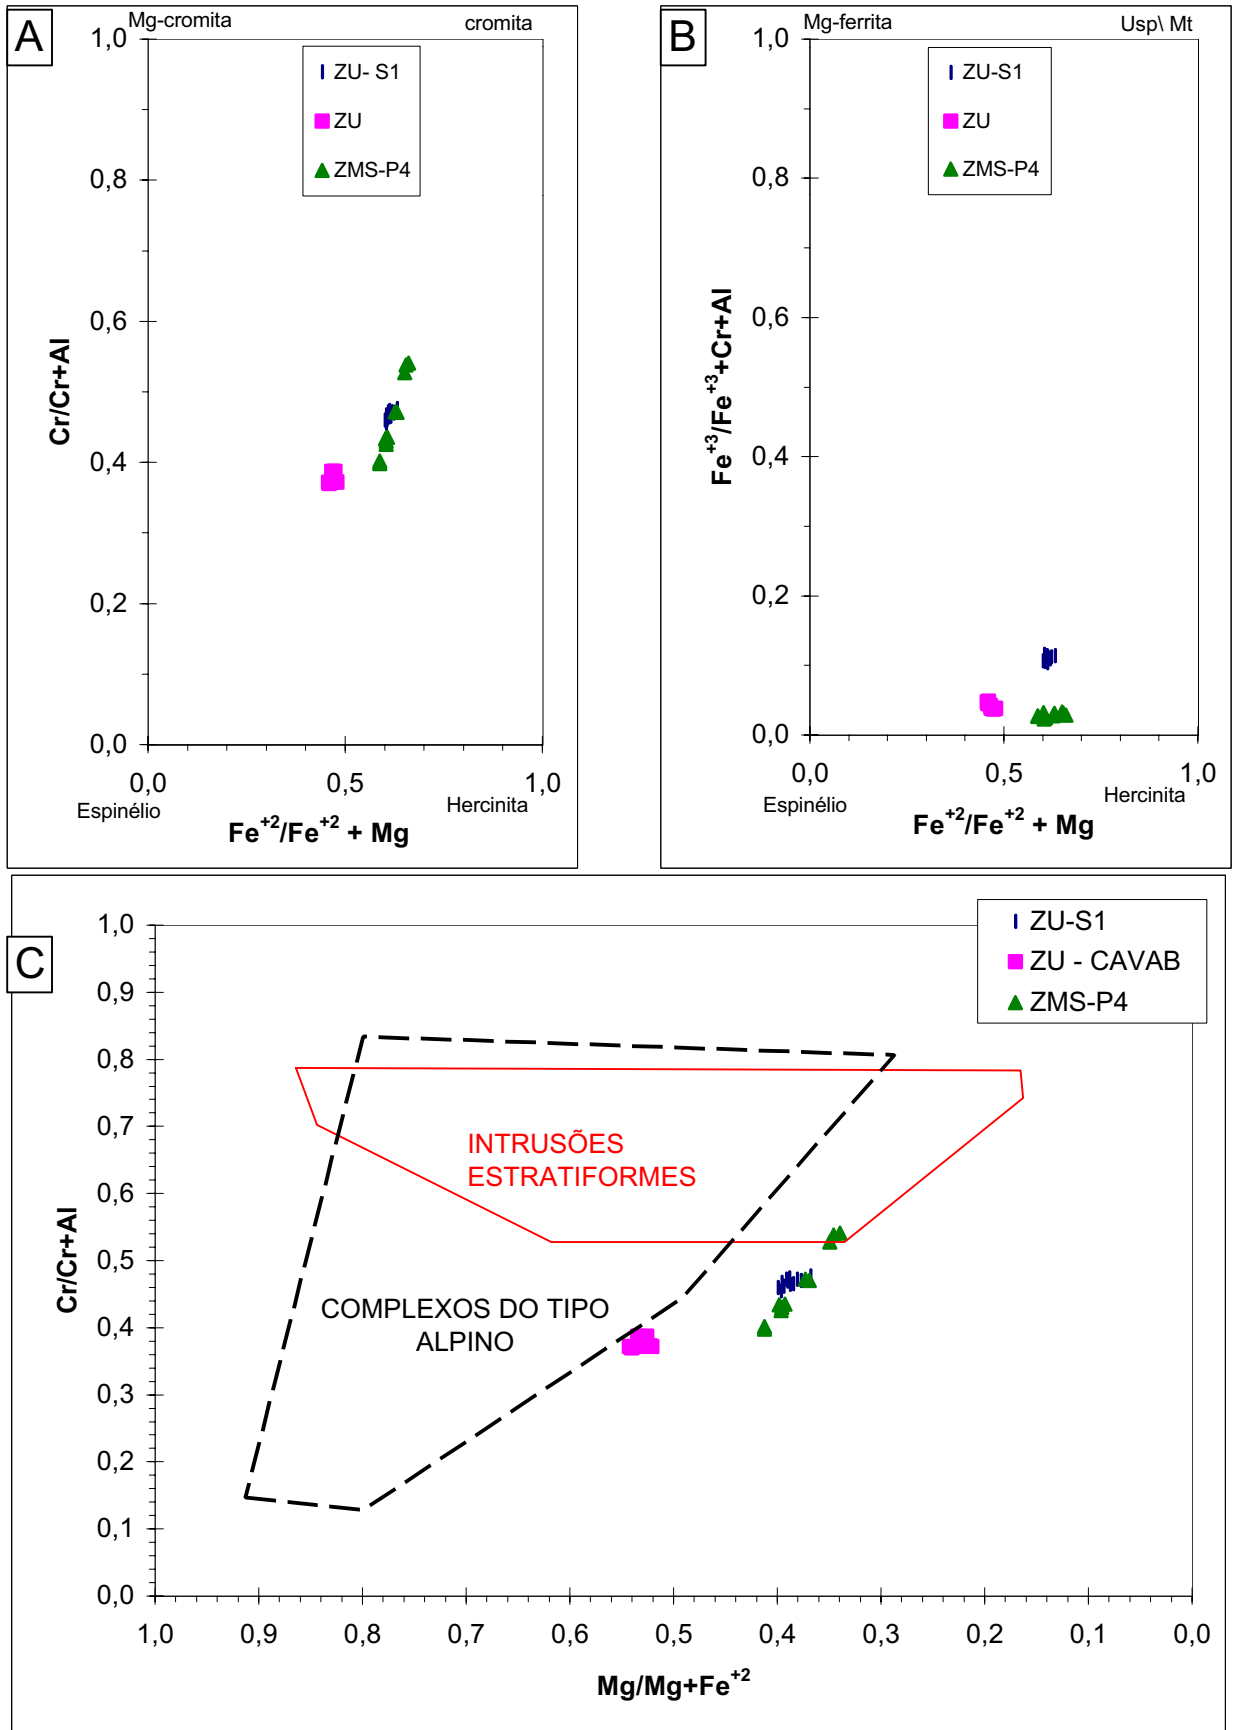 A
Mg-cromita
cromita
1,0
0,8
0,6
0,4
0,2
0,0
Cr/Cr+Al
ZU- S1
ZU
ZMS-P4
0,0
0,5
1,0
Espinélio
Hercinita
Fe+2/Fe+2 + Mg
B
Mg-ferrita
Usp\ Mt
1,0
0,8
0,6
0,4
0,2
0,0
Fe+3/Fe+3+Cr+Al
ZU-S1
ZU
ZMS-P4
0,0
0,5
1,0
Espinélio
Hercinita
Fe+2/Fe+2 + Mg
C
1,0
0,9
0,8
0,7
0,6
0,5
0,4
0,3
0,2
0,1
0,0
Cr/Cr+Al
ZU-S1
ZU - CAVAB
ZMS-P4
INTRUSÕES
ESTRATIFORMES
COMPLEXOS DO TIPO
ALPINO
1,0
0,9
0,8
0,7
0,6
0,5
0,4
0,3
0,2
0,1
0,0
Mg/Mg+Fe+2